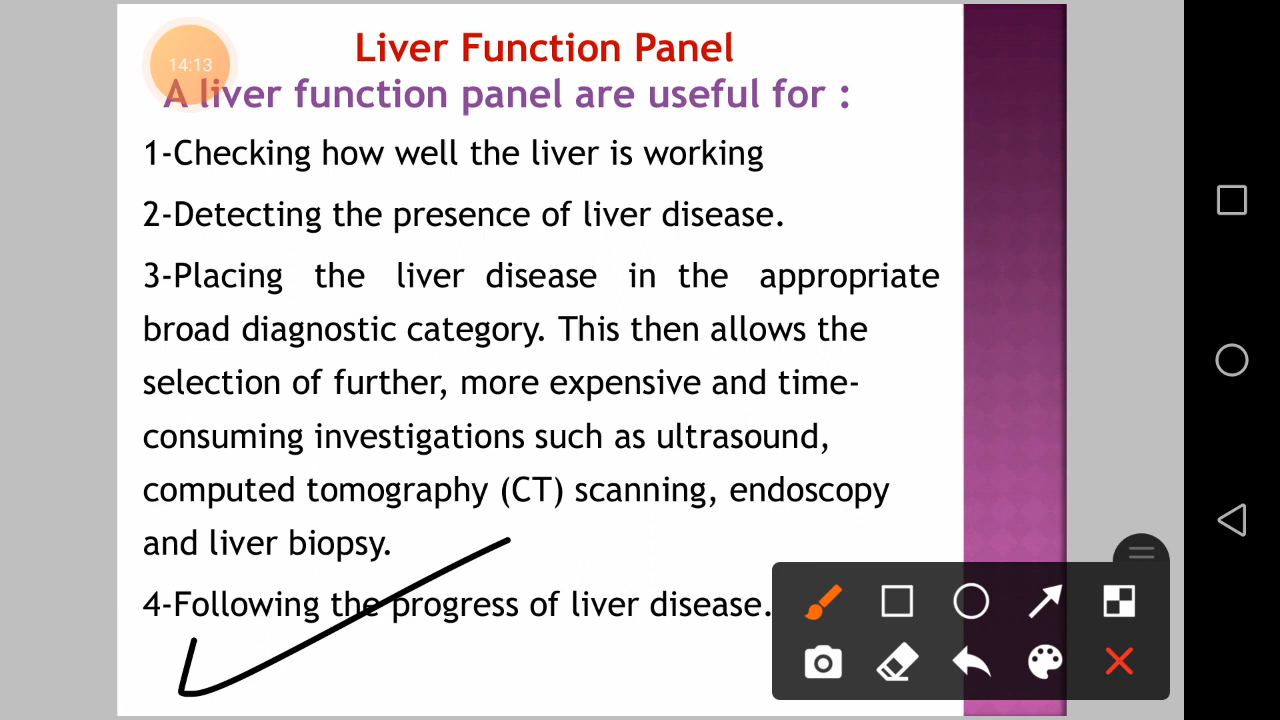 Liver Function Panel
14:13
A liver function panel are useful for :
1-Checking how well the liver is working
2-Detecting the presence of liver disease.
3-Placing the liver disease in the appropriate
broad diagnostic category. This then allows the
selection of further, more expensive and time-
consuming investigations such as ultrasound,
computed tomography (CT) scanning, endoscopy
and liver biopsy.
4-Following the progress of liver disease.